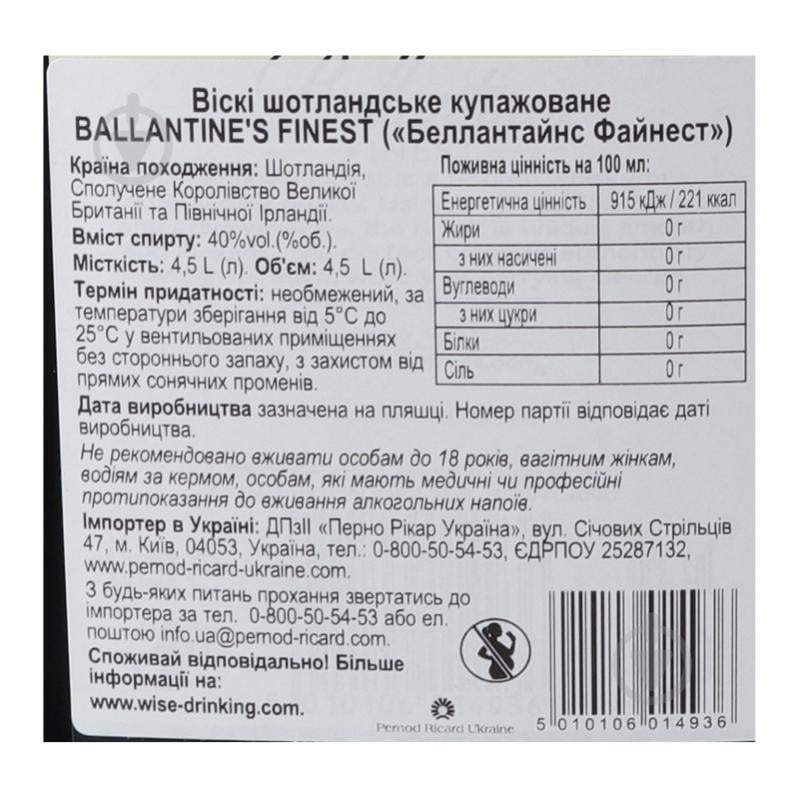 Віскі шотландське купажоване
BALLANTINE'S FINEST («Беллантайнс Файнест»)
Країна походження: Шотландія,
Сполучене Королівство Великої
Британії та Північної Ірландії.
Вміст спирту: 40%vol.(%об.).
Місткість: 4,5 L (л). Об'єм: 4,5 L (л).
Термін придатності: необмежений, за
температури зберігання від 5°C до
25°C у вентильованих приміщеннях
без стороннього запаху, з захистом від
прямих сонячних променів.
Поживна цінність на 100 мл:
Енергетична цінність 915 кДж / 221 ккал
Жири 0 г
з них насичені 0 г
Вуглеводи 0 г
з них цукри 0 г
Білки 0 г
Сіль 0 г
Дата виробництва зазначена на пляшці. Номер партії відповідає даті
виробництва.
Не рекомендовано вживати особам до 18 років, вагітним жінкам,
водіям за кермом, особам, які мають медичні чи професійні
протипоказання до вживання алкогольних напоїв.
Імпортер в Україні: ДПзІІ «Перно Рікар Україна», вул. Січових Стрільців
47, м. Київ, 04053, Україна, тел.: 0-800-50-54-53, ЄДРПОУ 25287132,
www.pernod-ricard-ukraine.com.
З будь-яких питань прохання звертатись до
імпортера за тел. 0-800-50-54-53 або ел.
поштою info.ua@pernod-ricard.com.
Споживай відповідально! Більше
інформації на:
www.wise-drinking.com.
Pernod Ricard Ukraine
5 010106 014936